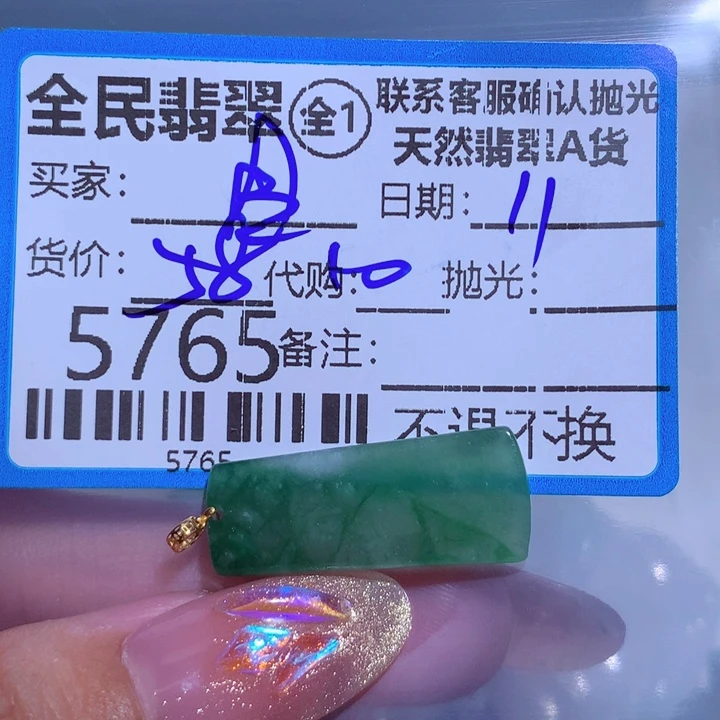 全民翡翠 全1 联系客服确认抛光
天然翡翠A货
买家: 日期: 11
货价: 58 代购: 10 抛光:
5765 备注:
不退不换
5765